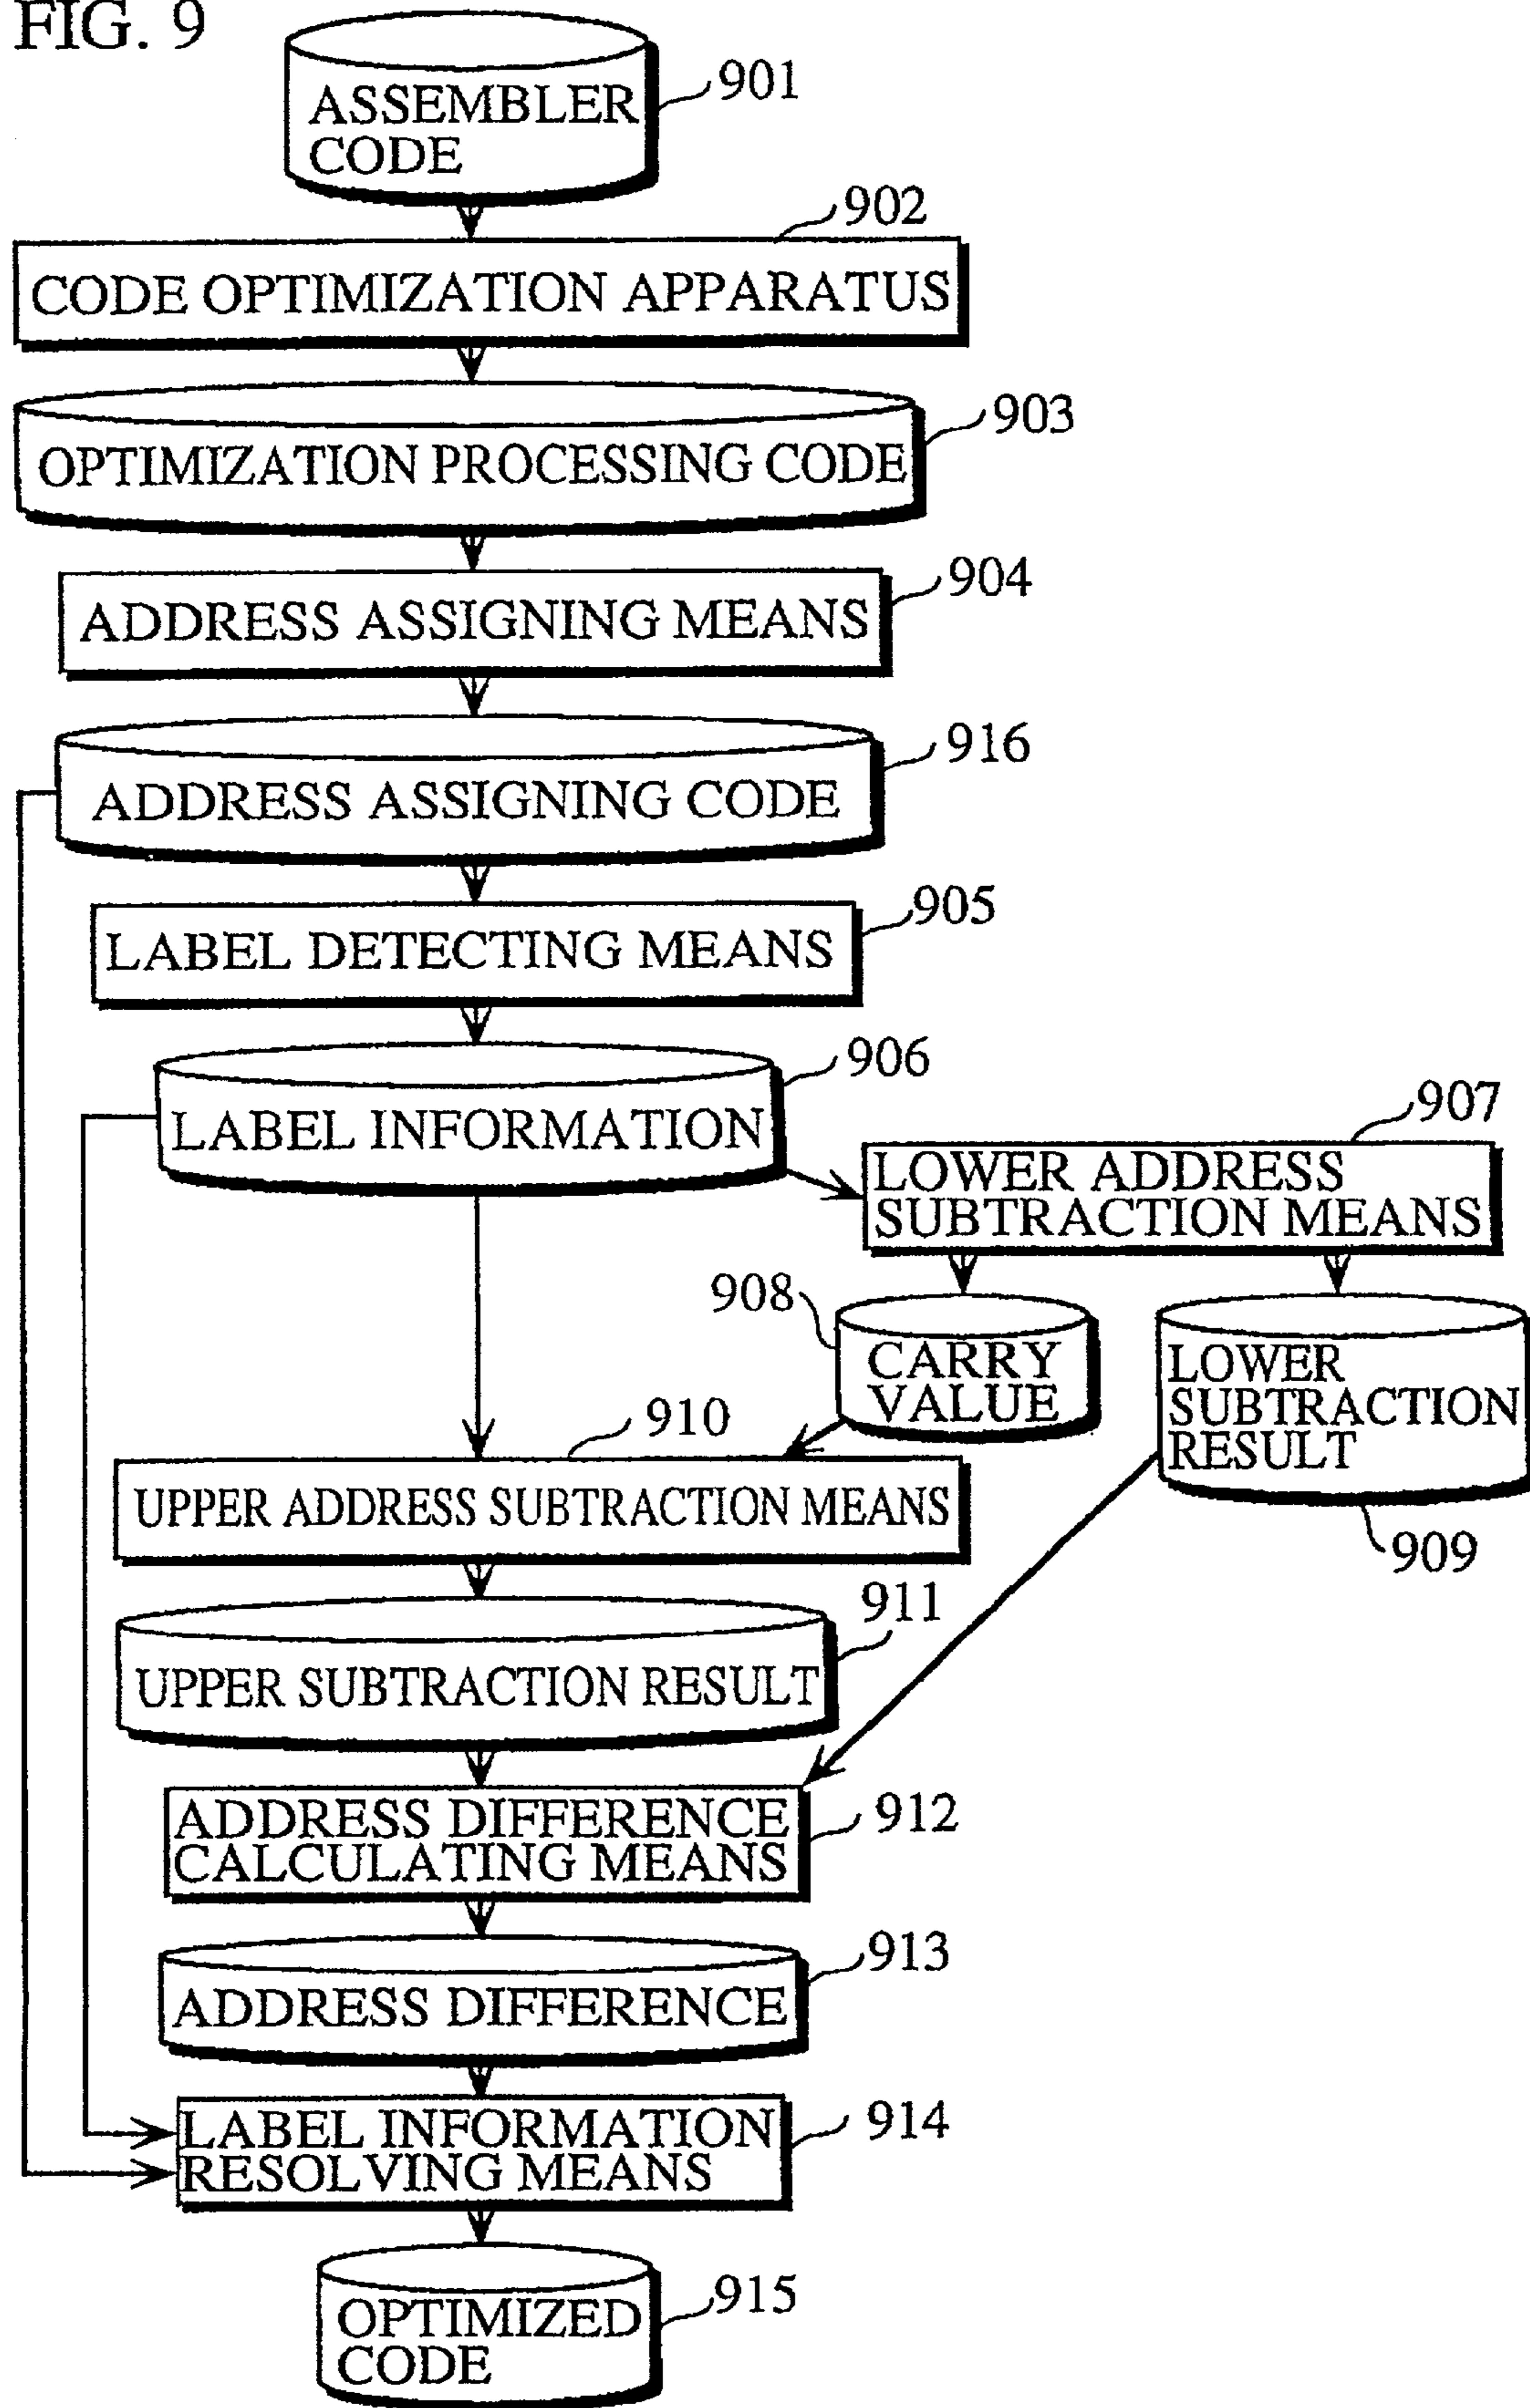 FIG. 9
ASSEMBLER
CODE
901
902
CODE OPTIMIZATION APPARATUS
903
OPTIMIZATION PROCESSING CODE
904
ADDRESS ASSIGNING MEANS
916
ADDRESS ASSIGNING CODE
905
LABEL DETECTING MEANS
906
LABEL INFORMATION
907
LOWER ADDRESS
SUBTRACTION MEANS
908
CARRY
VALUE
LOWER
SUBTRACTION
RESULT
909
910
UPPER ADDRESS SUBTRACTION MEANS
911
UPPER SUBTRACTION RESULT
ADDRESS DIFFERENCE
CALCULATING MEANS
912
913
ADDRESS DIFFERENCE
LABEL INFORMATION
RESOLVING MEANS
914
OPTIMIZED
CODE
915